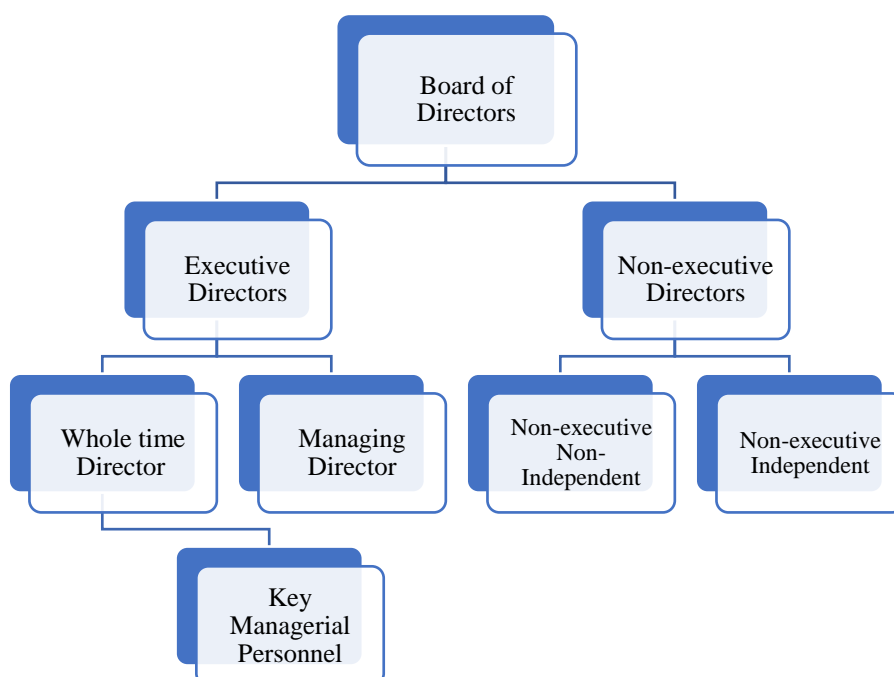 Board of
Directors
Executive
Directors
Non-executive
Directors
Whole time
Director
Managing
Director
Non-executive
Non-
Independent
Non-executive
Independent
Key
Managerial
Personnel